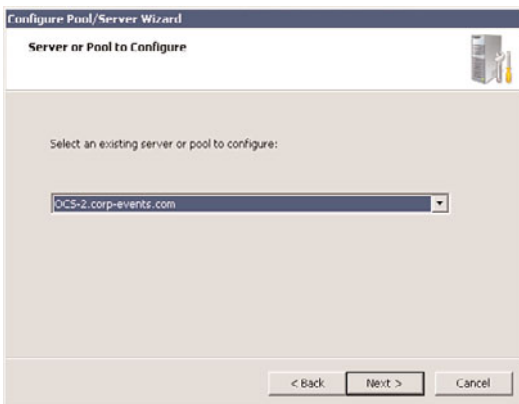 Configure Pool/Server Wizard
Server or Pool to Configure
Select an existing server or pool to configure:
OCS-2.corp-events.com
< Back
Next >
Cancel